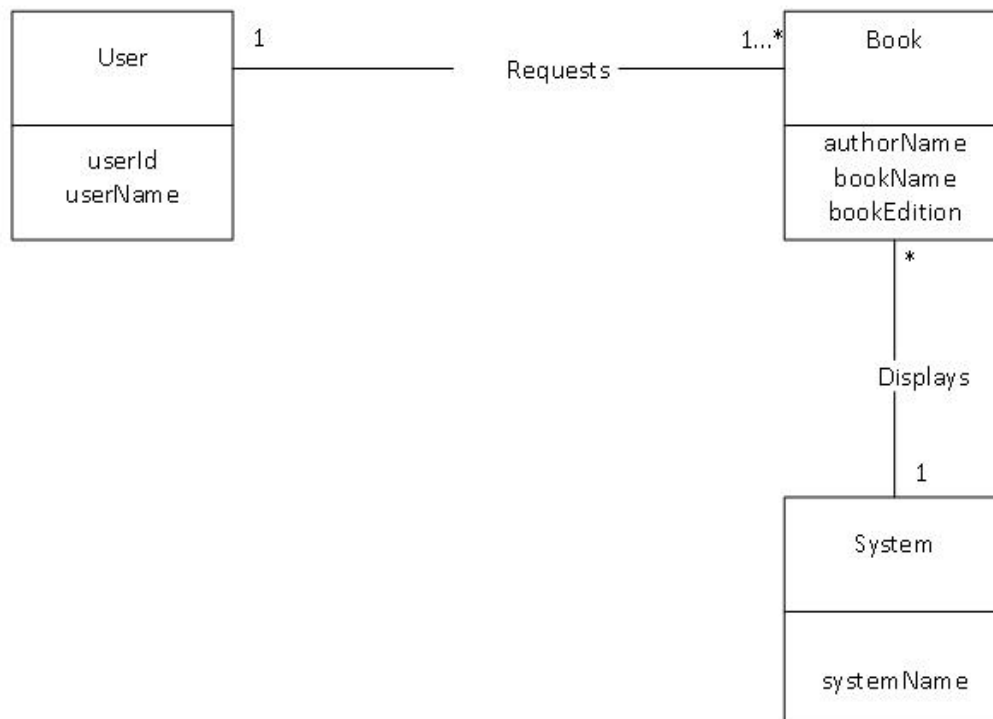 User
1
Requests
1...*
Book
userId
userName
authorName
bookName
bookEdition
*
Displays
1
System
systemName